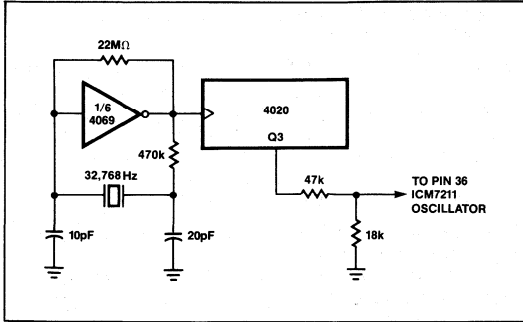 22MΩ
1/6
4069
4020
Q3
470k
32,768 Hz
47k
TO PIN 36
ICM7211
OSCILLATOR
10pF
20pF
18k